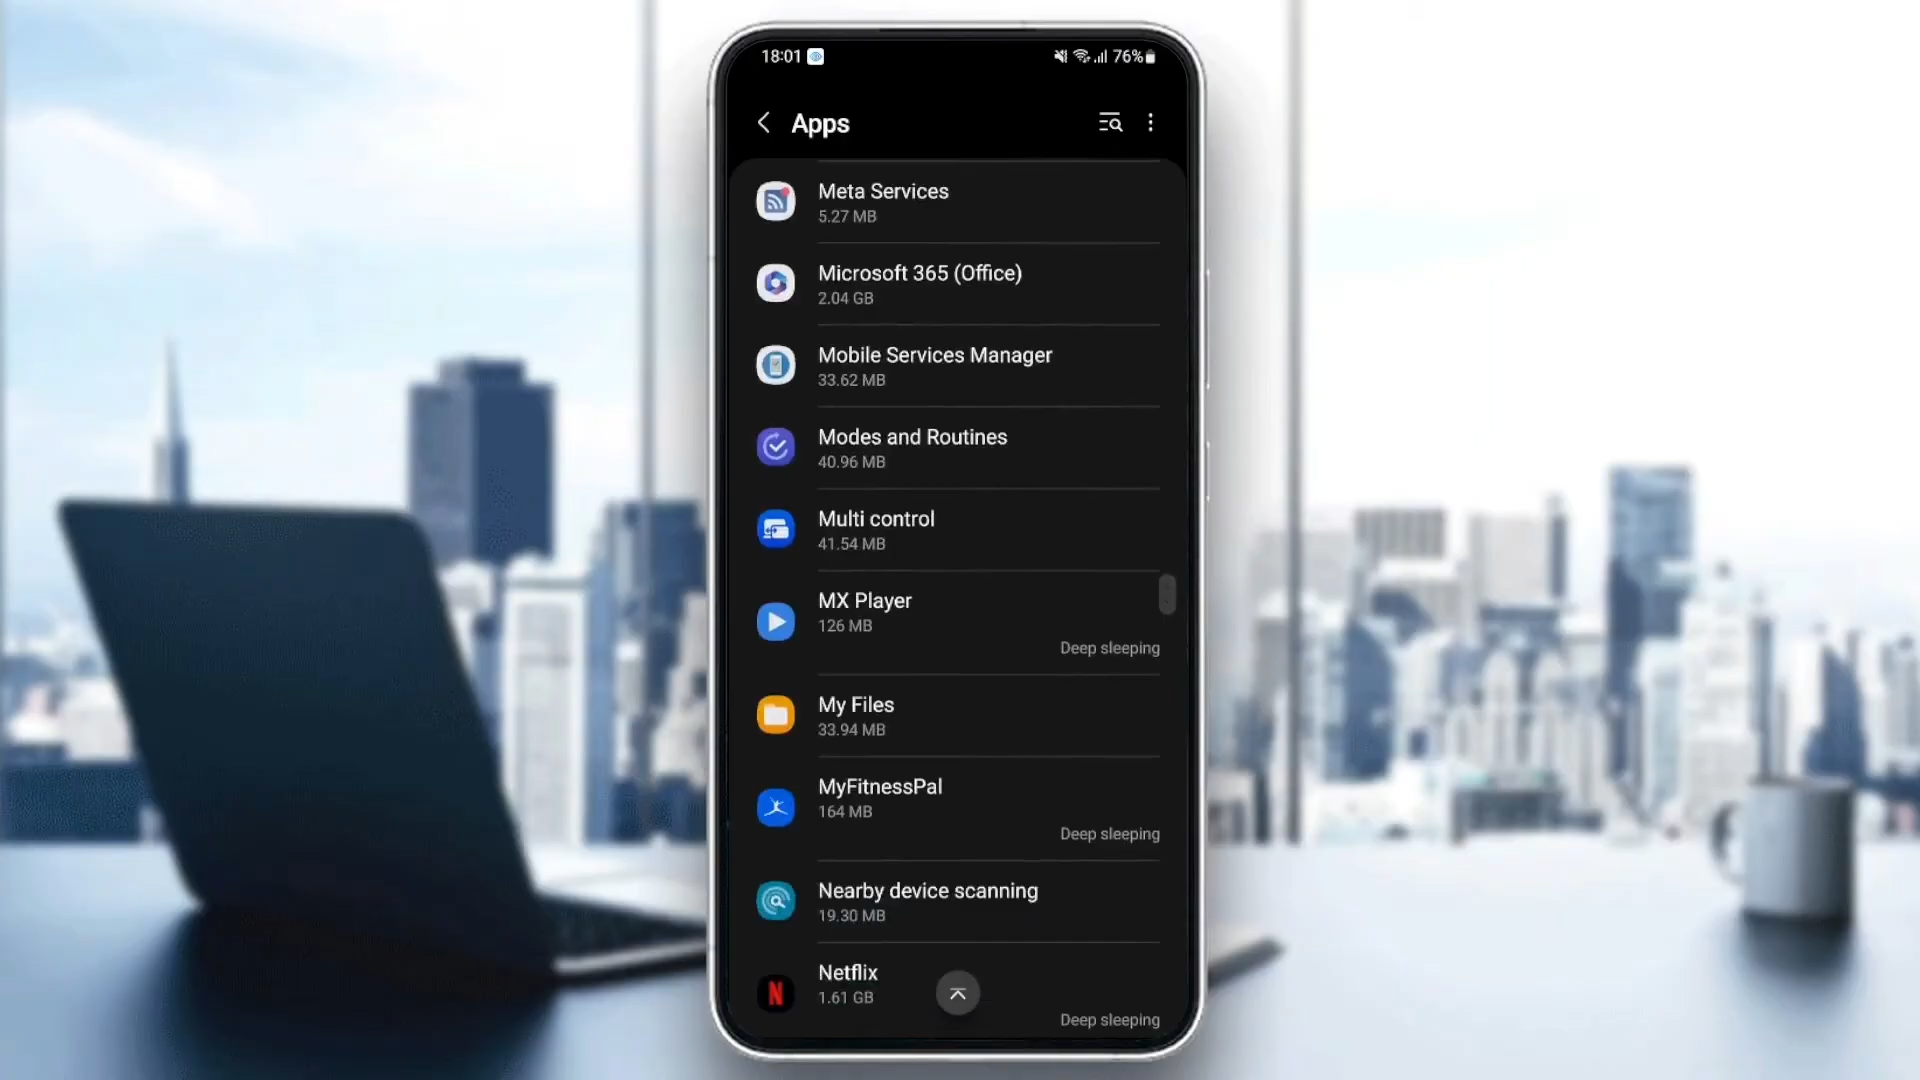 18:01
76%
Apps
Meta Services
5.27 MB
Microsoft 365 (Office)
2.04 GB
Mobile Services Manager
33.62 MB
Modes and Routines
40.96 MB
Multi control
41.54 MB
MX Player
126 MB
Deep sleeping
My Files
33.94 MB
MyFitnessPal
164 MB
Deep sleeping
Nearby device scanning
19.30 MB
Netflix
N
1.61 GB
Deep sleeping